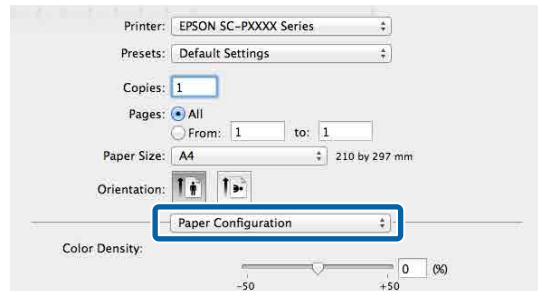 Printer: EPSON SC-PXXXX Series
Presets: Default Settings
Copies: 1
Pages: All
From: 1 to: 1
Paper Size: A4 210 by 297 mm
Orientation:
Paper Configuration
Color Density:
0 (%)
-50 +50